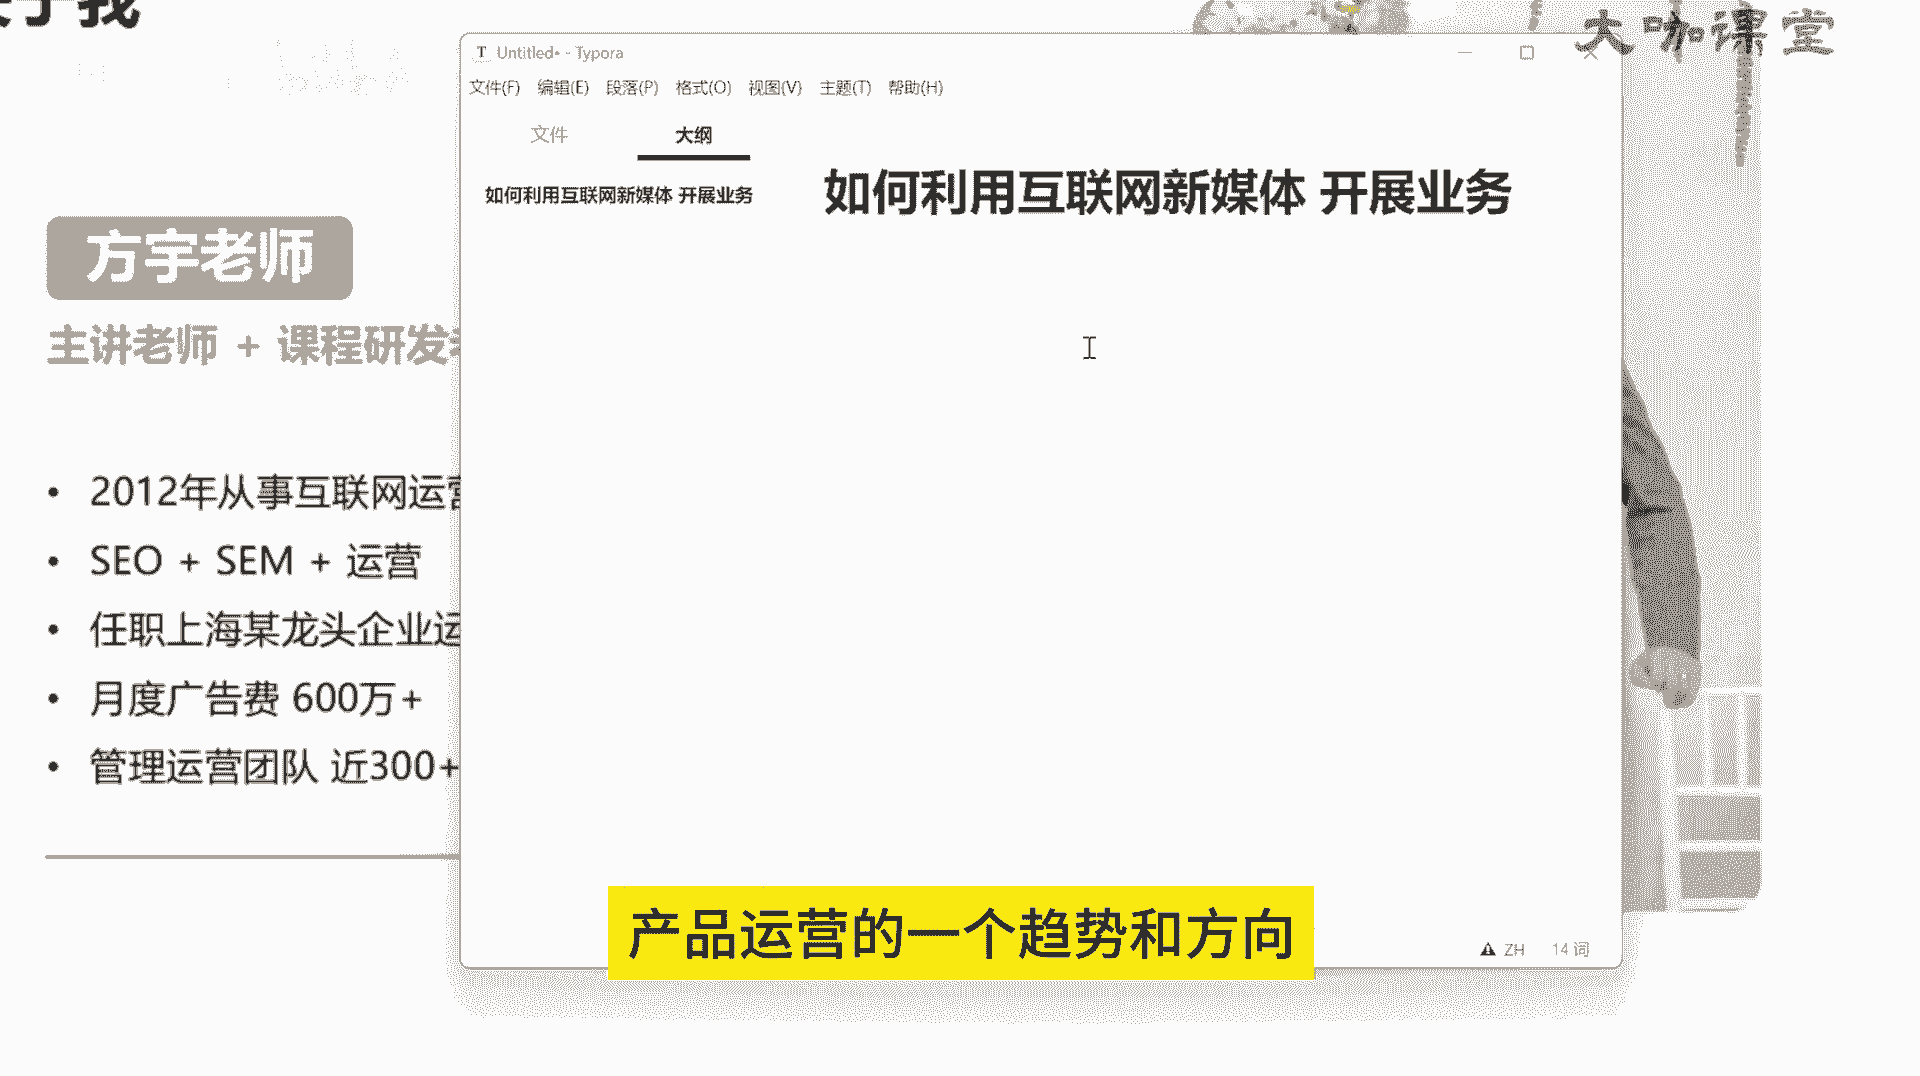 大咖课堂
方宇老师
主讲老师 + 课程研发
2012年从事互联网运营
SEO + SEM + 运营
任职上海某龙头企业运
月度广告费 600万+
管理运营团队 近300+
Untitled• - Typora
文件(F) 编辑(E) 段落(P) 格式(O) 视图(V) 主题(T) 帮助(H)
文件 大纲
如何利用互联网新媒体 开展业务
如何利用互联网新媒体 开展业务
ZH 14 词
产品运营的一个趋势和方向